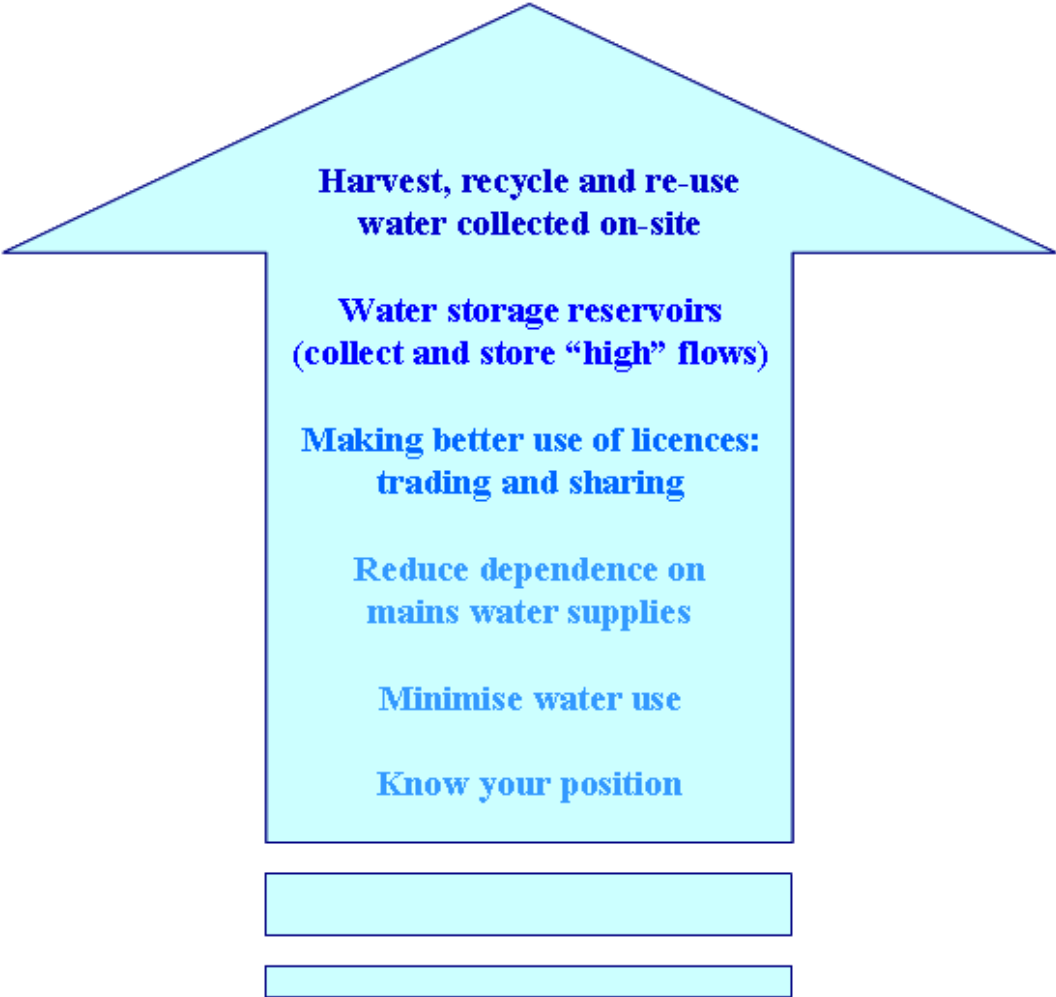 Harvest, recycle and re-use
water collected on-site
Water storage reservoirs
(collect and store “high” flows)
Making better use of licences:
trading and sharing
Reduce dependence on
mains water supplies
Minimise water use
Know your position